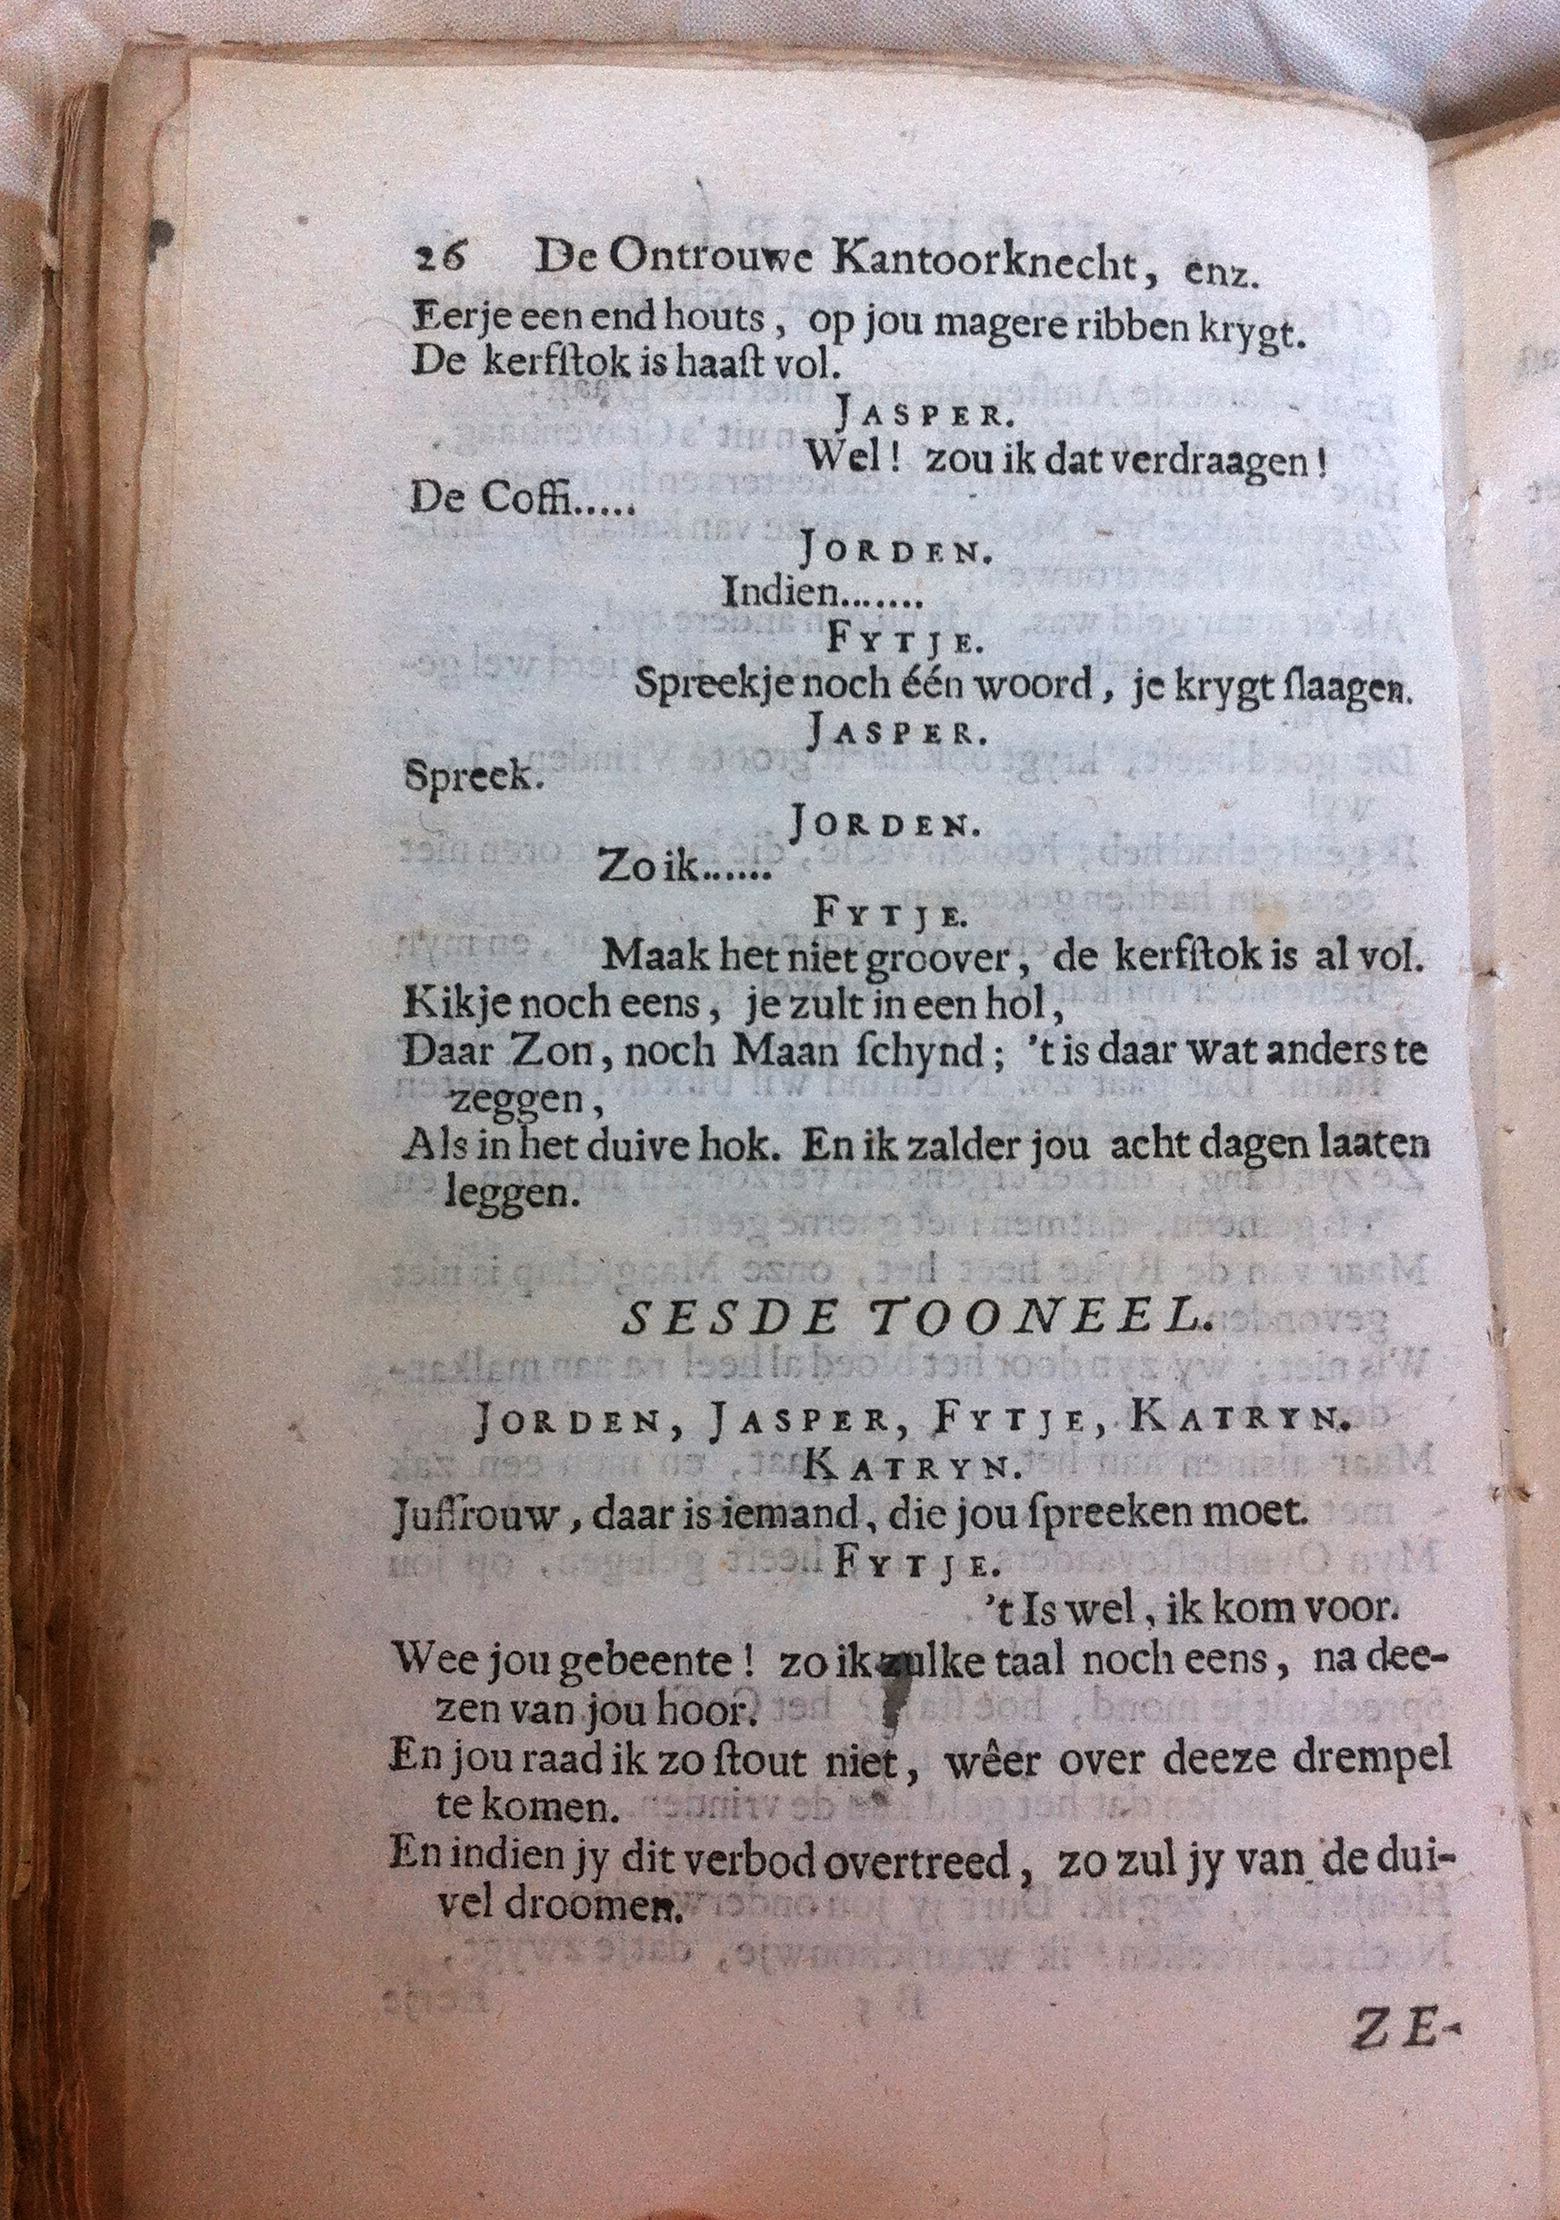 26 De Ontrouwe Kantoorknecht, enz.
Eerje een end houts, op jou magere ribben krygt.
De kerfſtok is haaſt vol.
JASPER.
Wel! zou ik dat verdraagen!
De Coffi.....
JORDEN.
Indien.......
FYTJE.
Spreekje noch één woord, je krygt ſlaagen.
JASPER.
Spreek.
JORDEN.
Zo ik......
FYTJE.
Maak het niet groover, de kerfſtok is al vol.
Kikje noch eens, je zult in een hol,
Daar Zon, noch Maan ſchynd; 't is daar wat anders te
zeggen,
Als in het duive hok. En ik zalder jou acht dagen laaten
leggen.
SESDE TOONEEL.
JORDEN, JASPER, FYTJE, KATRYN.
KATRYN.
Juffrouw, daar is iemand, die jou ſpreeken moet.
FYTJE.
't Is wel, ik kom voor.
Wee jou gebeente! zo ik zulke taal noch eens, na dee-
zen van jou hoor.
En jou raad ik zo ſtout niet, wêer over deeze drempel
te komen.
En indien jy dit verbod overtreed, zo zul jy van de dui-
vel droomen.
ZE-